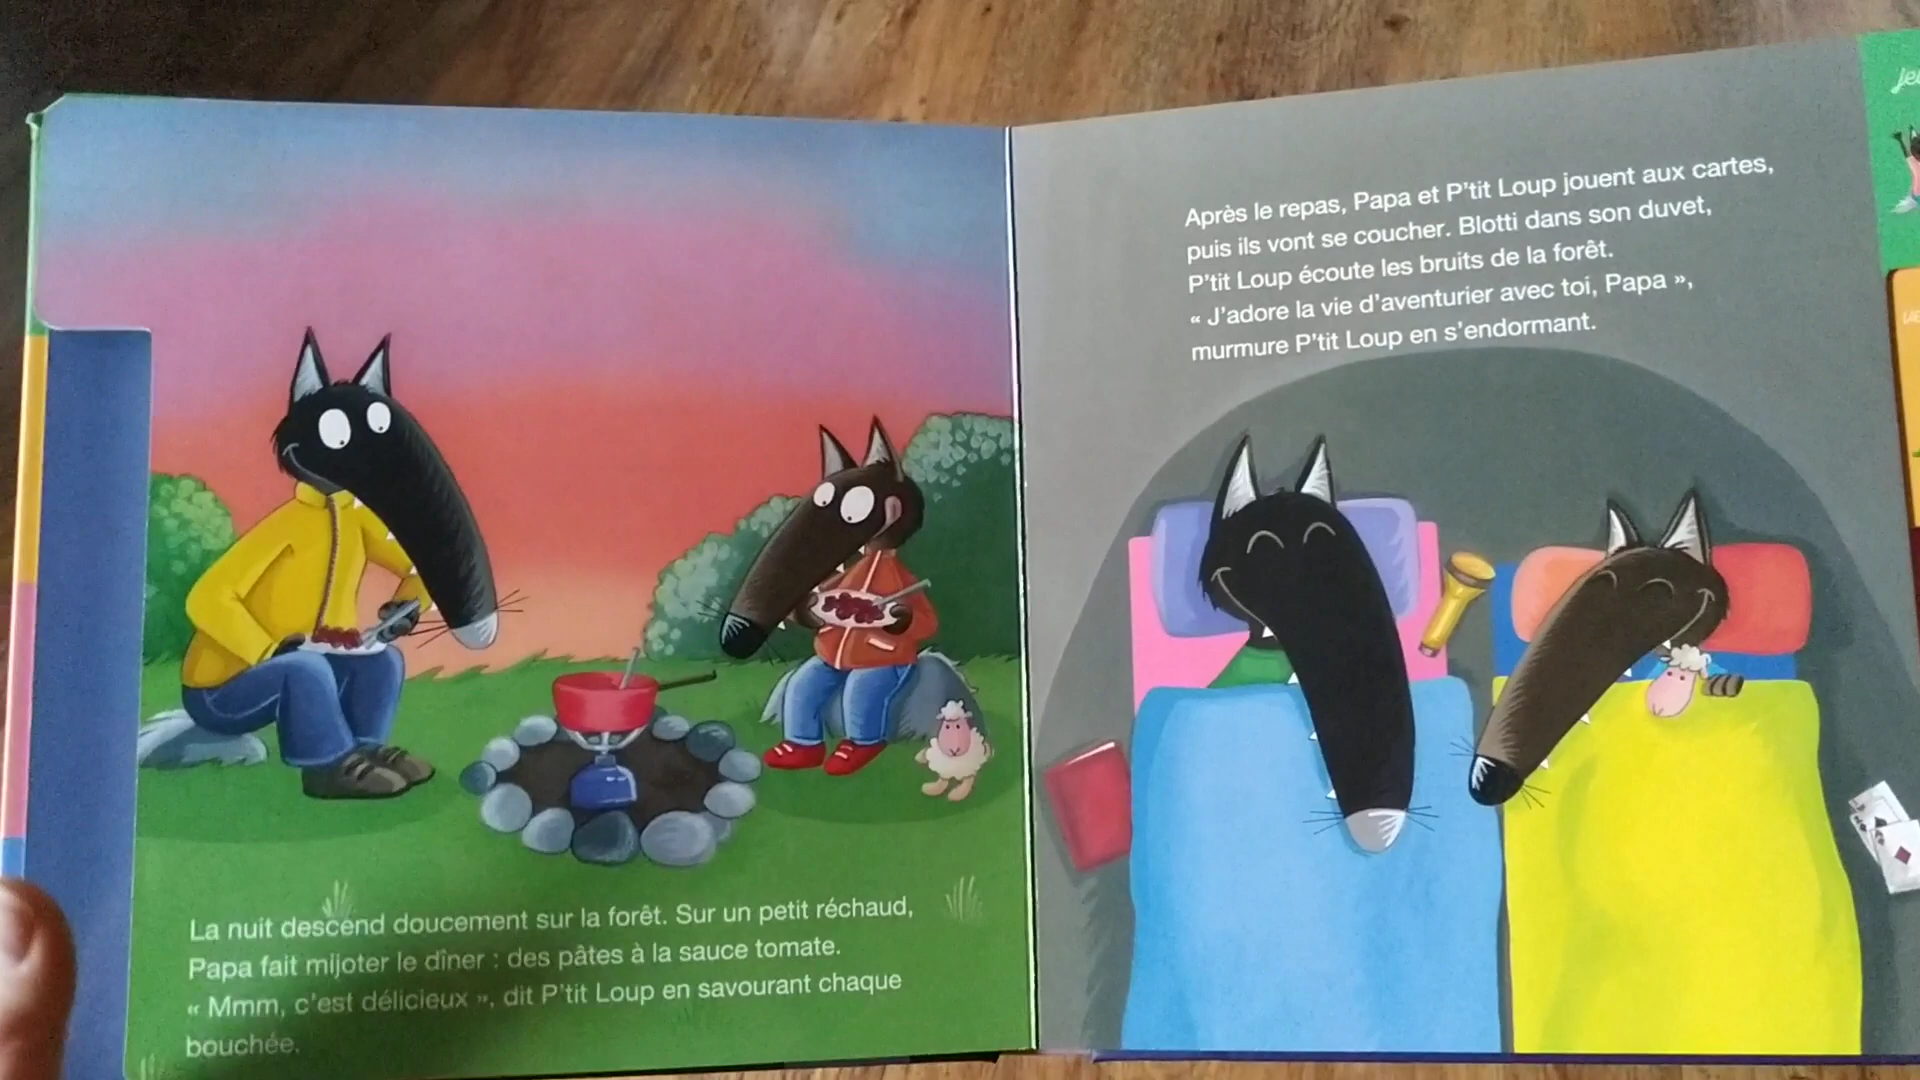 La nuit descend doucement sur la forêt. Sur un petit réchaud,
Papa fait mijoter le dîner : des pâtes à la sauce tomate.
« Mmm, c'est délicieux », dit P'tit Loup en savourant chaque
bouchée.
Après le repas, Papa et P'tit Loup jouent aux cartes,
puis ils vont se coucher. Blotti dans son duvet,
P'tit Loup écoute les bruits de la forêt.
« J'adore la vie d'aventurier avec toi, Papa »,
murmure P'tit Loup en s'endormant.